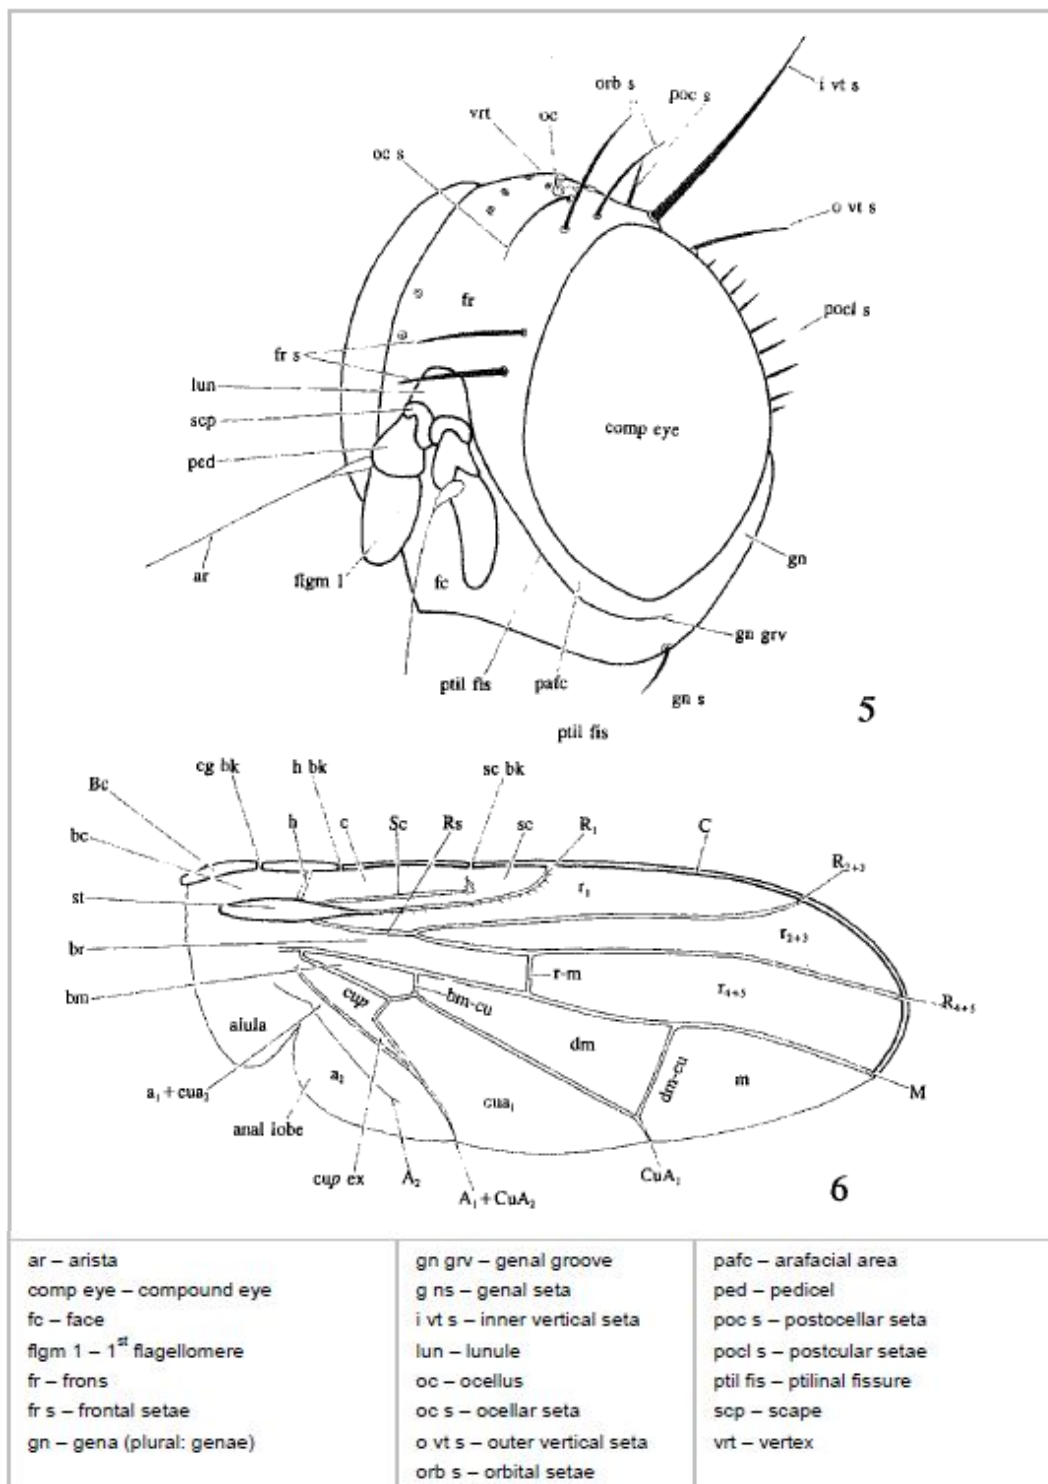 orb s
poc s
i vt s
vrt
oc
oc s
o vt s
fr
pocl s
fr s
lun
scp
comp eye
ped
gn
ar
flgm 1
fc
gn grv
ptil fis
pafc
gn s
5
ptil fis
cg bk
h bk
sc bk
Bc
bc
h
c
Sc
Rs
sc
R1
C
R2+3
st
r1
r2+3
br
r-m
r4+5
R4+5
bm
cup
bm-cu
alula
dm
dm-cu
m
M
a1+cua2
a2
cua1
anal lobe
cup ex
A2
A1+CuA2
CuA1
6
ar – arista
comp eye – compound eye
fc – face
flgm 1 – 1st flagellomere
fr – frons
fr s – frontal setae
gn – gena (plural: genae)
gn grv – genal groove
g ns – genal seta
i vt s – inner vertical seta
lun – lunule
oc – ocellus
oc s – ocellar seta
o vt s – outer vertical seta
orb s – orbital setae
pafc – arafacial area
ped – pedicel
poc s – postocellar seta
pocl s – postcular setae
ptil fis – ptilinal fissure
scp – scape
vrt – vertex